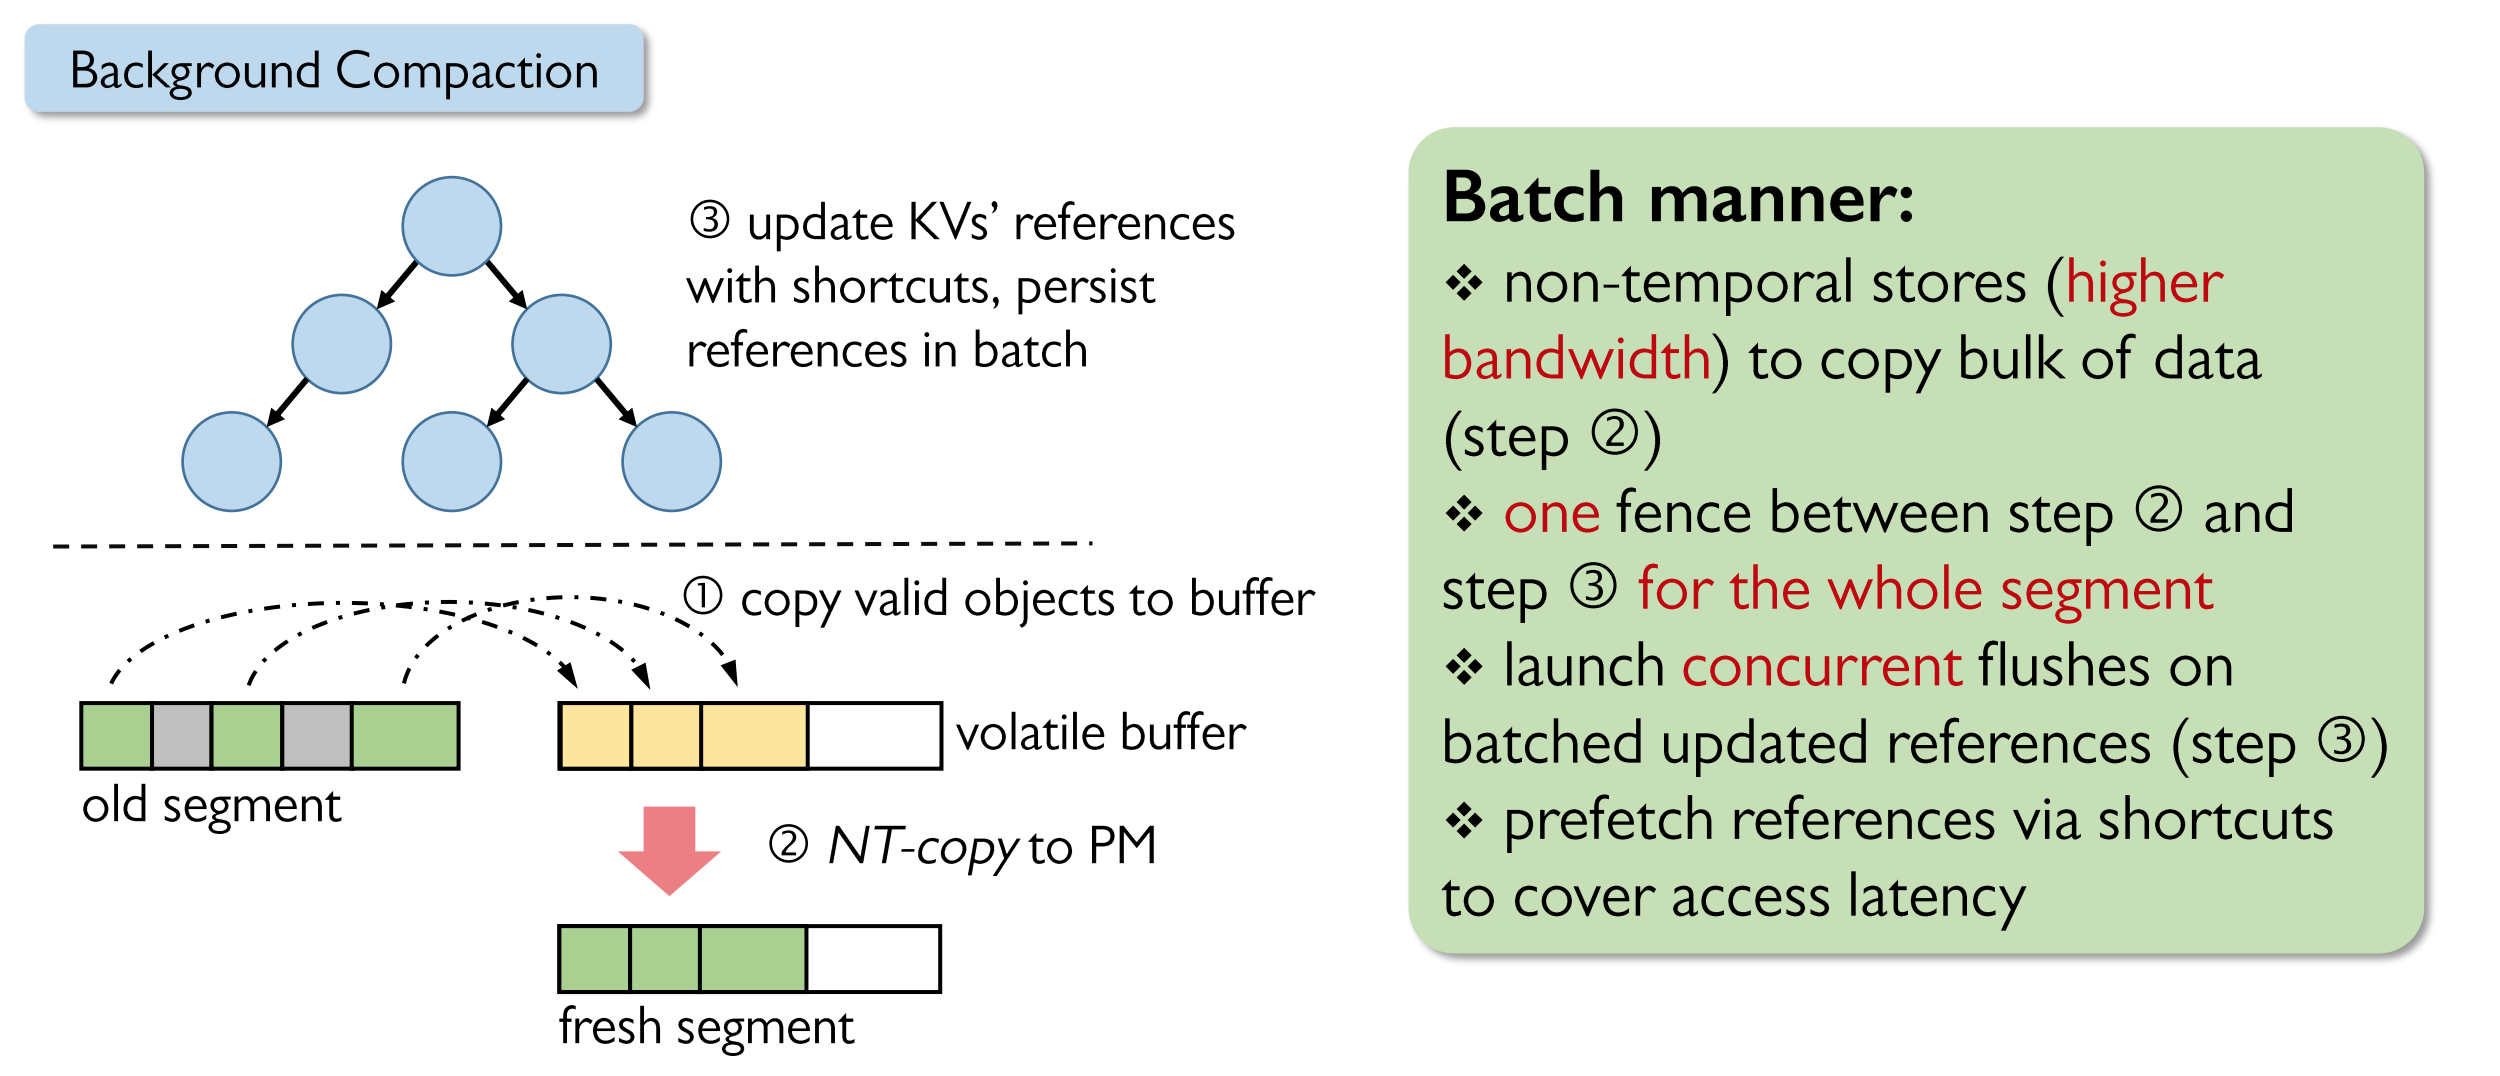 Background Compaction
③ update KVs’ references
with shortcuts, persist
references in batch
① copy valid objects to buffer
volatile buffer
old segment
② NT-copy to PM
fresh segment
Batch manner:
❖ non-temporal stores (higher
bandwidth) to copy bulk of data
(step ②)
❖ one fence between step ② and
step ③ for the whole segment
❖ launch concurrent flushes on
batched updated references (step ③)
❖ prefetch references via shortcuts
to cover access latency